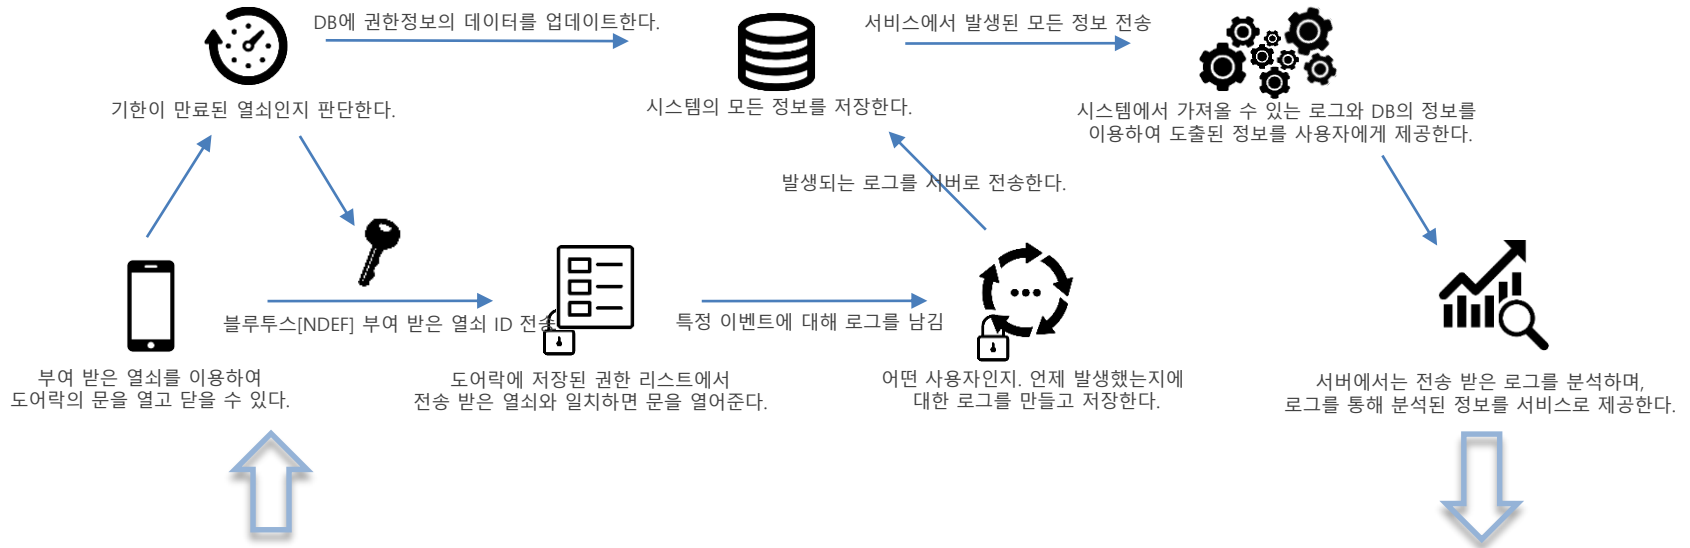 DB에 권한정보의 데이터를 업데이트한다.
서비스에서 발생된 모든 정보 전송
기한이 만료된 열쇠인지 판단한다.
시스템의 모든 정보를 저장한다.
시스템에서 가져올 수 있는 로그와 DB의 정보를
이용하여 도출된 정보를 사용자에게 제공한다.
발생되는 로그를 서버로 전송한다.
블루투스[NDEF] 부여 받은 열쇠 ID 전송
특정 이벤트에 대해 로그를 남김
부여 받은 열쇠를 이용하여
도어락의 문을 열고 닫을 수 있다.
도어락에 저장된 권한 리스트에서
전송 받은 열쇠와 일치하면 문을 열어준다.
어떤 사용자인지. 언제 발생했는지에
대한 로그를 만들고 저장한다.
서버에서는 전송 받은 로그를 분석하며,
로그를 통해 분석된 정보를 서비스로 제공한다.